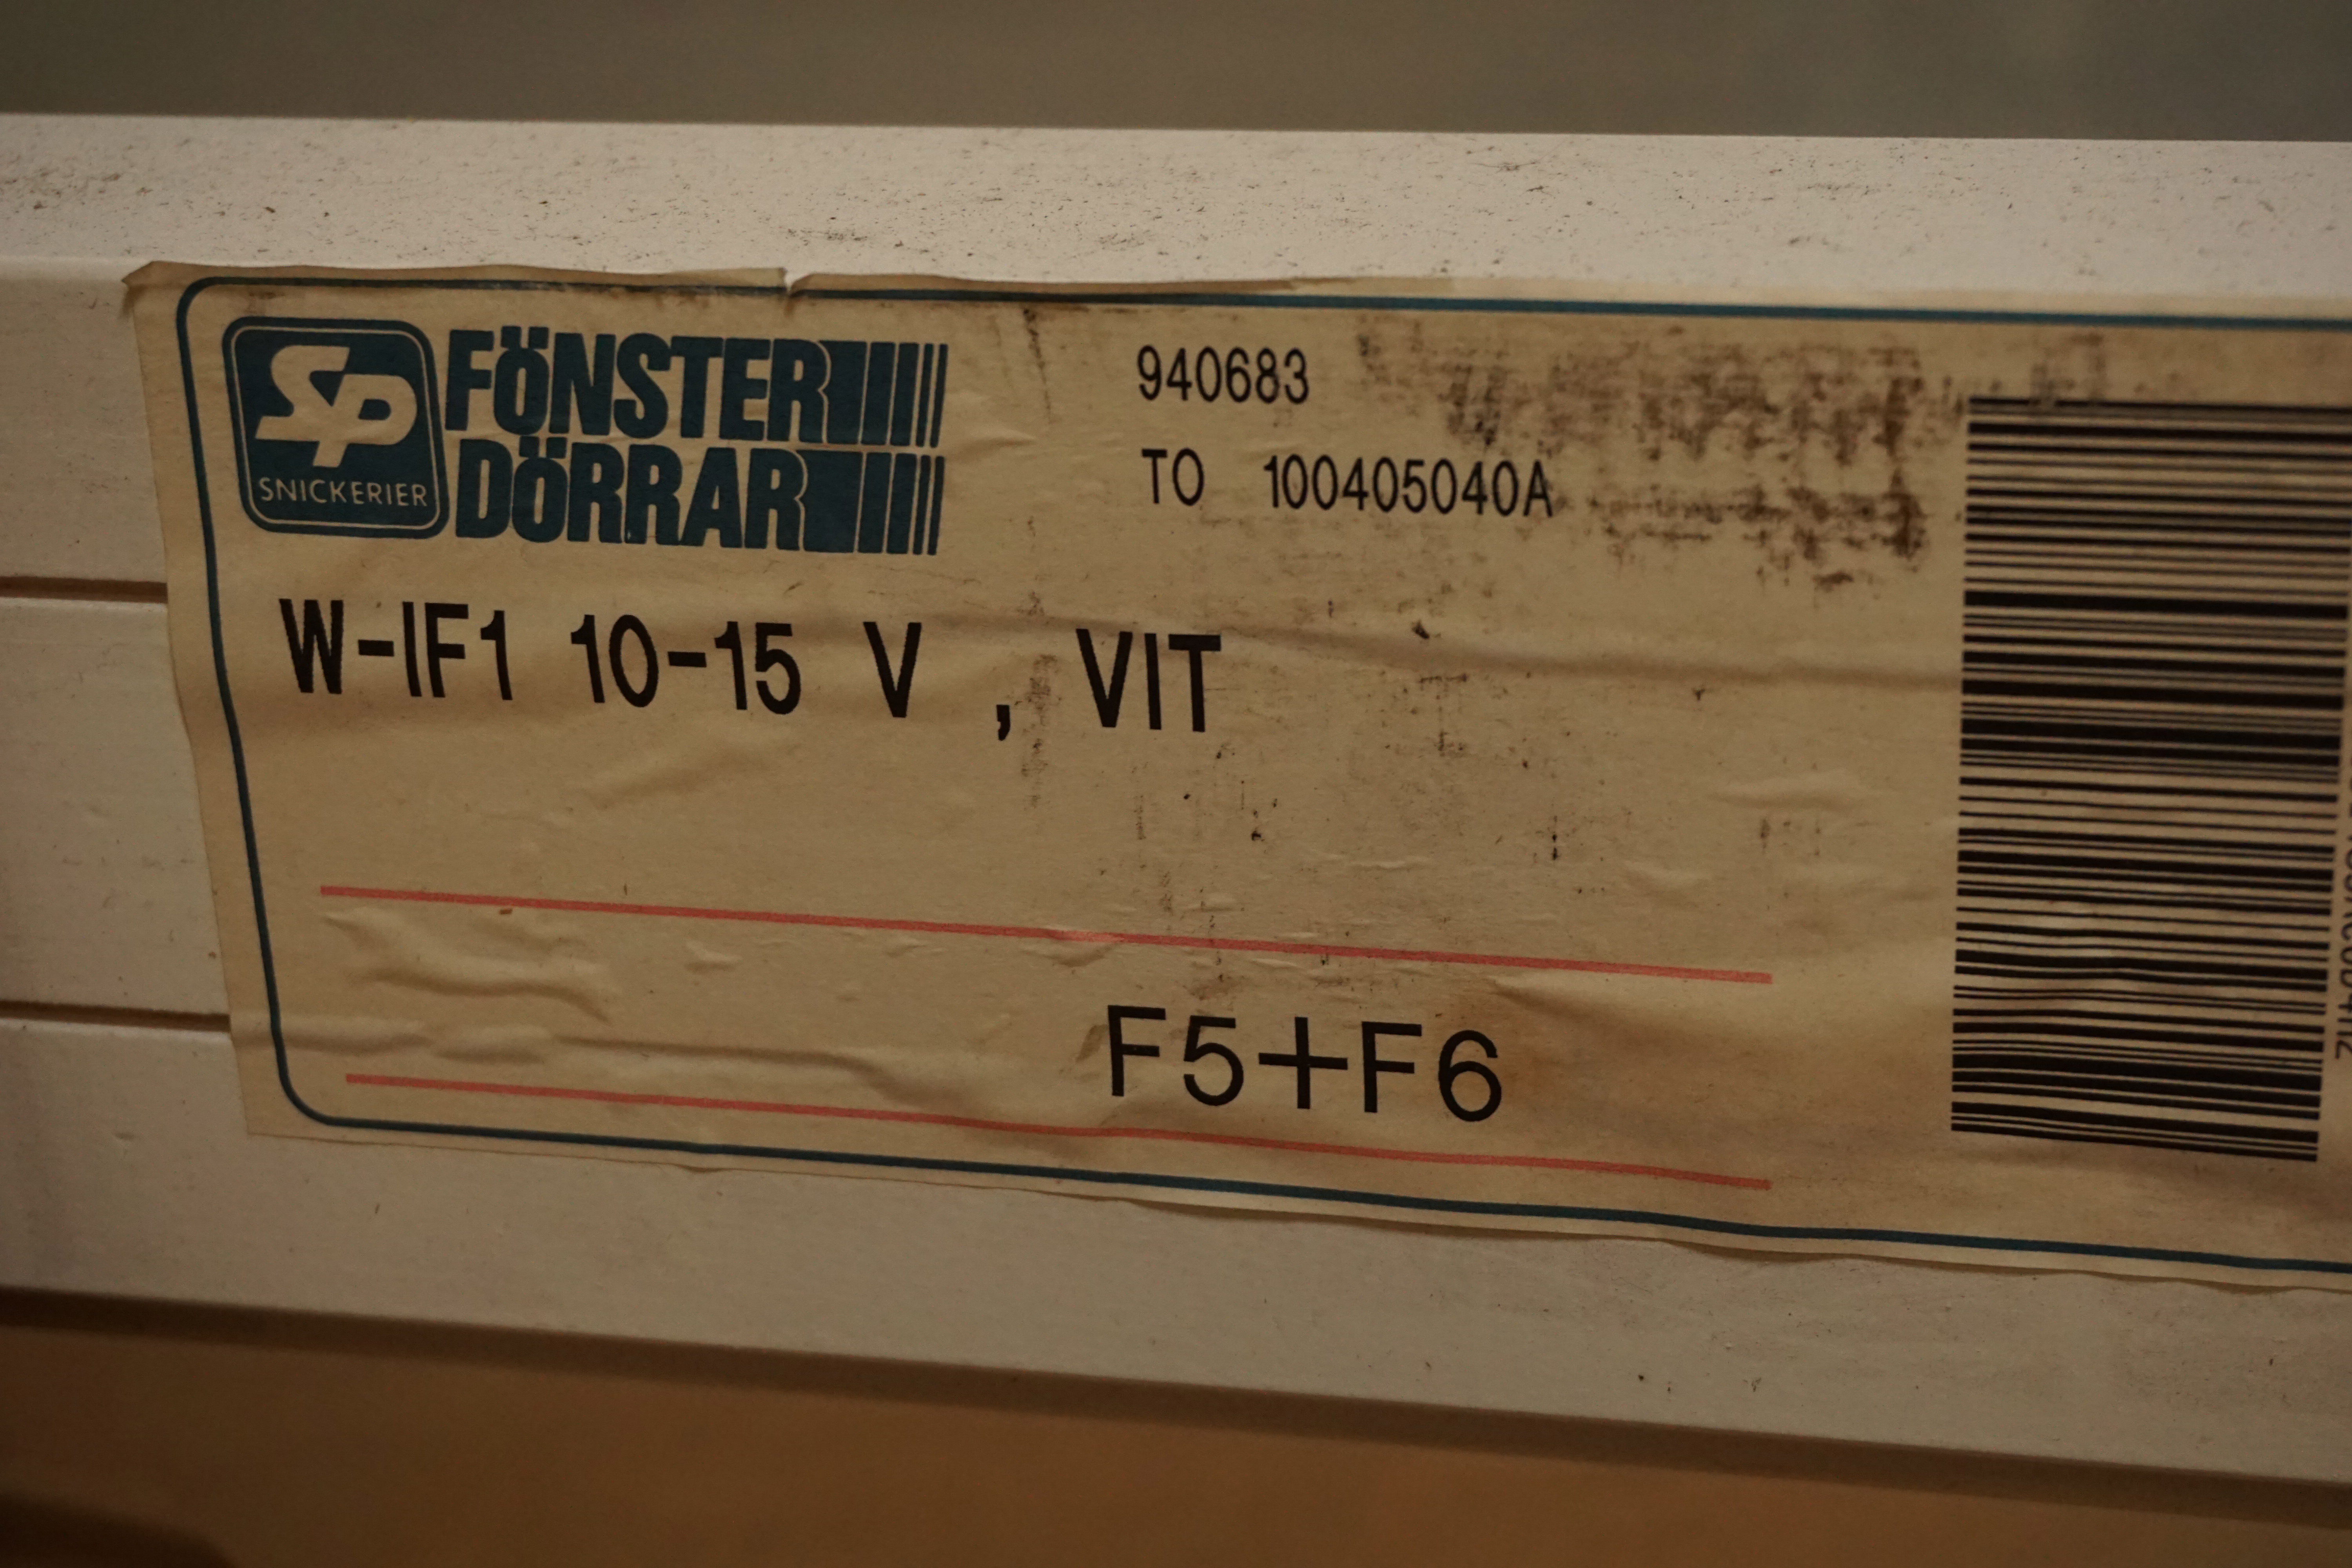 SP
SNICKERIER
FÖNSTER
DÖRRAR
940683
TO 100405040A
W-IF1 10-15 V , VIT
F5+F6